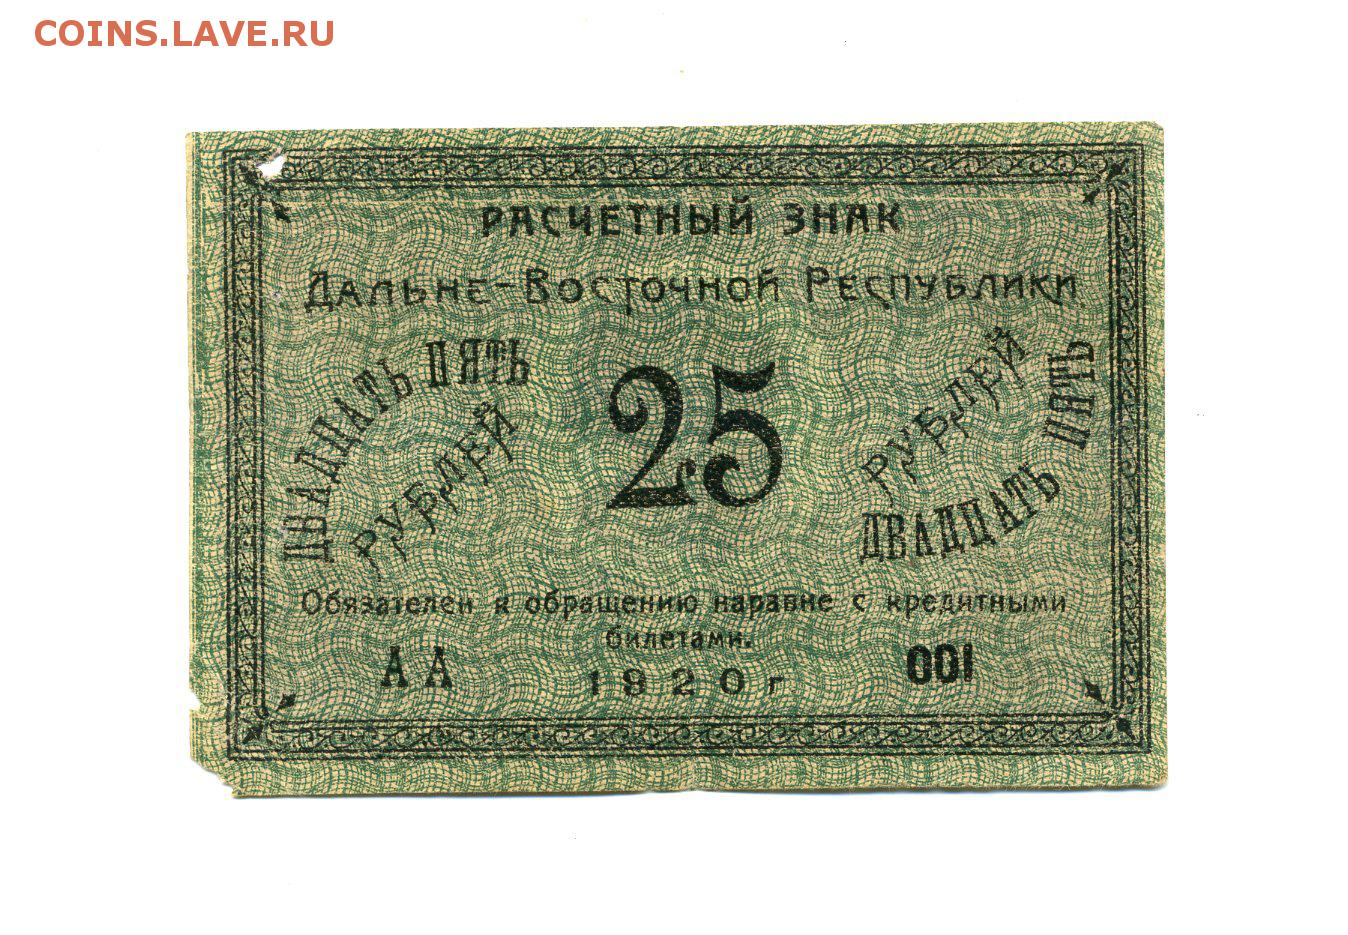 COINS.LAVE.RU
РАСЧЕТНЫЙ ЗНАК
ДАЛЬНЕ-ВОСТОЧНОЙ РЕСПУБЛИКИ
ДВАДЦАТЬ ПЯТЬ
РУБЛЕЙ
25
РУБЛЕЙ
ДВАДЦАТЬ ПЯТЬ
Обязателен к обращению наравне с кредитными
билетами.
АА
001
1920 г.